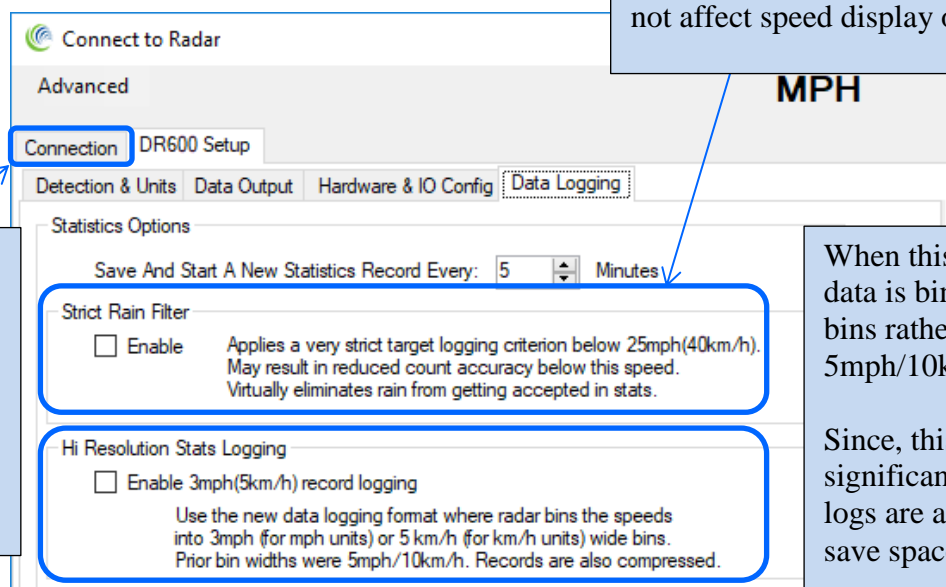 not affect speed display
Connect to Radar
Advanced
MPH
Connection DR600 Setup
Detection & Units Data Output Hardware & IO Config Data Logging
Statistics Options
Save And Start A New Statistics Record Every: 5 Minutes
Strict Rain Filter
Enable
Applies a very strict target logging criterion below 25mph(40km/h).
May result in reduced count accuracy below this speed.
Virtually eliminates rain from getting accepted in stats.
Hi Resolution Stats Logging
Enable 3mph(5km/h) record logging
Use the new data logging format where radar bins the speeds
into 3mph (for mph units) or 5 km/h (for km/h units) wide bins.
Prior bin widths were 5mph/10km/h. Records are also compressed.
When this
data is
bins
5mph/10k
Since, this
logs are
save